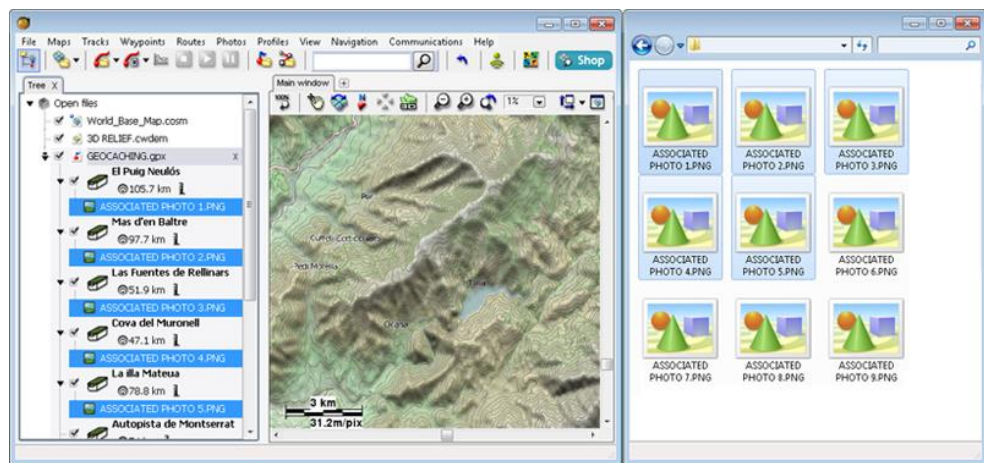 File Maps Tracks Waypoints Routes Photos Profiles View Navigation Communications Help
Shop
Tree X
Main window
Open files
100%
1%
World_Base_Map.cosm
3D RELIEF.cwdem
GEOCACHING.gpx x
El Puig Neulós
105.7 km
ASSOCIATED PHOTO 1.PNG
Mas d'en Baltre
97.7 km
ASSOCIATED PHOTO 2.PNG
Las Fuentes de Rellinars
51.9 km
ASSOCIATED PHOTO 3.PNG
Cova del Muronell
47.1 km
ASSOCIATED PHOTO 4.PNG
La illa Mateua
78.8 km
ASSOCIATED PHOTO 5.PNG
Autopista de Montserrat
3 km
31.2m/pix
ASSOCIATED PHOTO 1.PNG
ASSOCIATED PHOTO 2.PNG
ASSOCIATED PHOTO 3.PNG
ASSOCIATED PHOTO 4.PNG
ASSOCIATED PHOTO 5.PNG
ASSOCIATED PHOTO 6.PNG
ASSOCIATED PHOTO 7.PNG
ASSOCIATED PHOTO 8.PNG
ASSOCIATED PHOTO 9.PNG